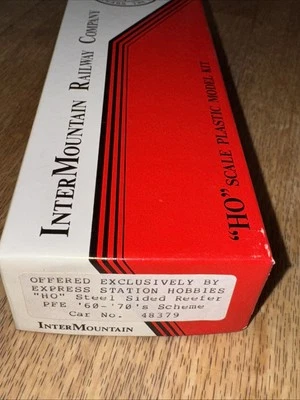 INTERMOUNTAIN RAILWAY COMPANY
"HO" SCALE PLASTIC MODEL KIT
OFFERED EXCLUSIVELY BY
EXPRESS STATION HOBBIES
"HO" Steel Sided Reefer
PFE '60-'70's Scheme
Car No. 48379
INTERMOUNTAIN